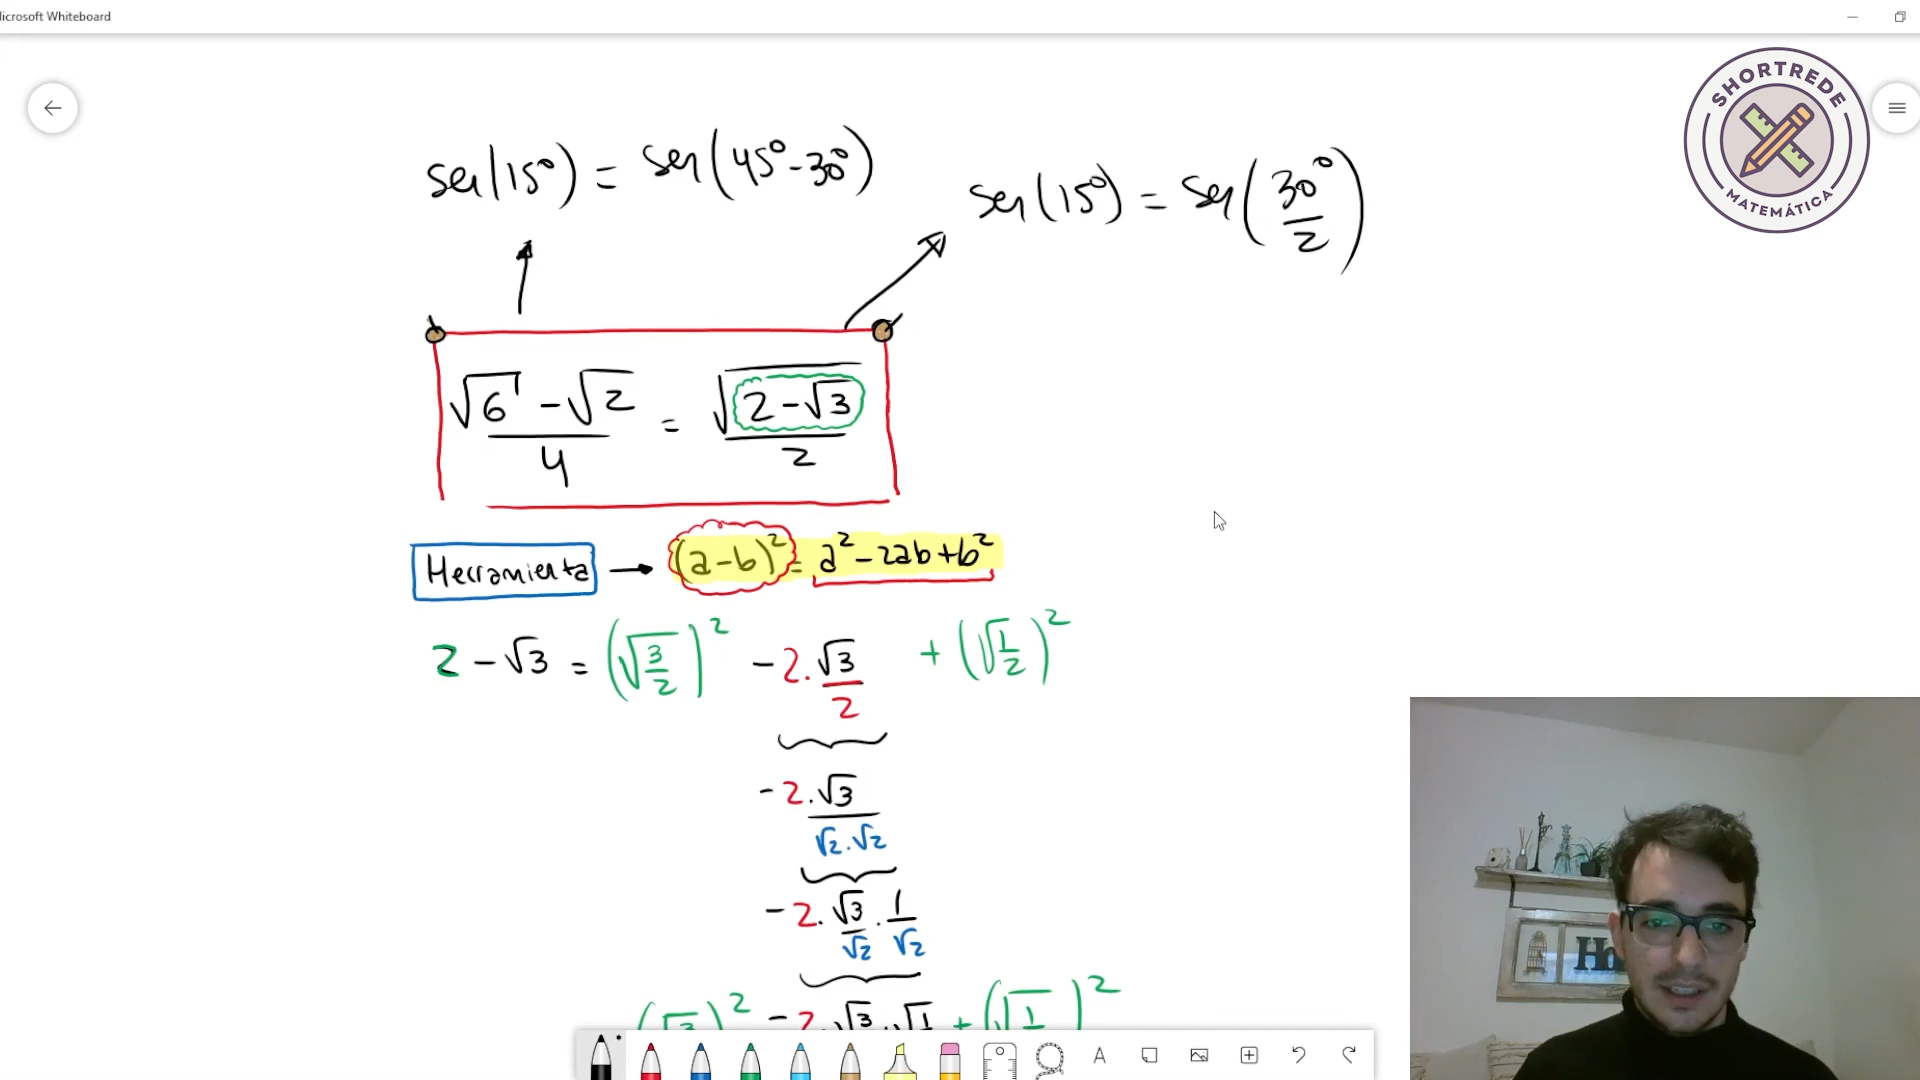 Microsoft Whiteboard
SHORTREDE
MATEMÁTICA
sen(15°) = sen(45°-30°)
sen(15°) = sen(30°/2)
(√6 - √2)/4 = √(2-√3)/2
Herramienta → (a-b)² = a² - 2ab + b²
2 - √3 = (√(3/2))² - 2.√3/2 + (√(1/2))²
-2.√3/(√2.√2)
-2.√3/√2 . 1/√2